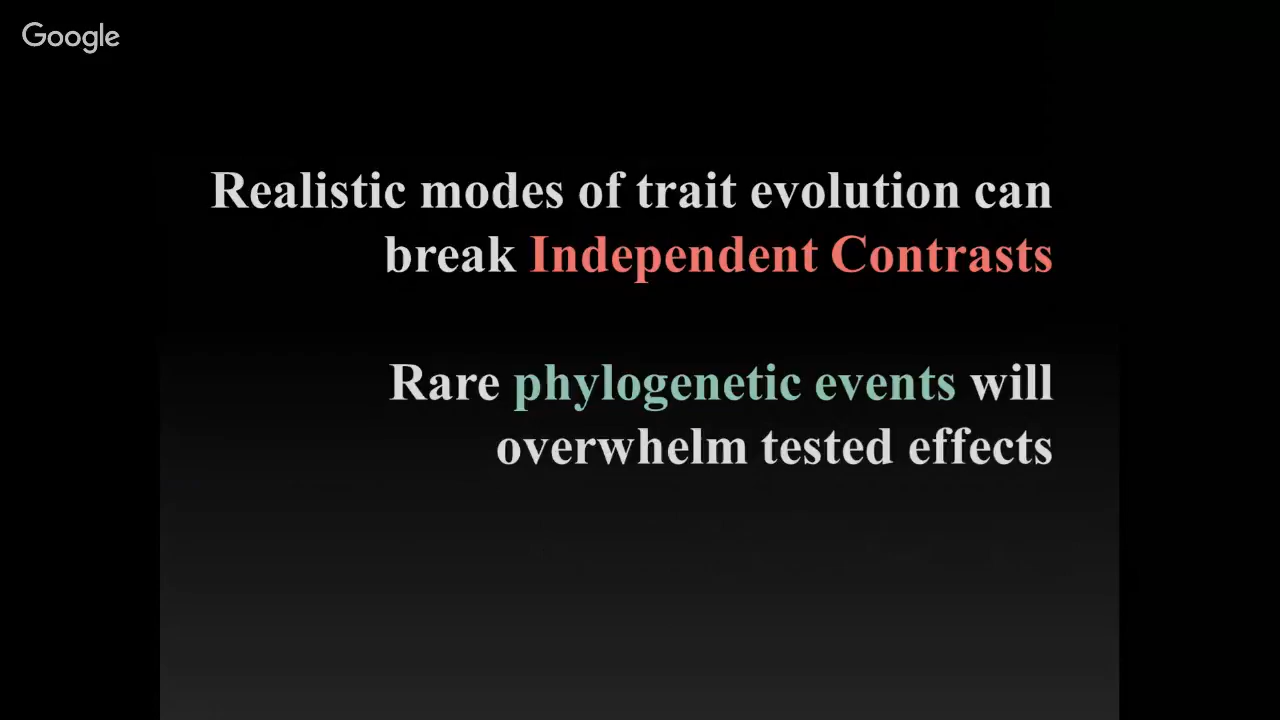 Google
Realistic modes of trait evolution can
break Independent Contrasts
Rare phylogenetic events will
overwhelm tested effects